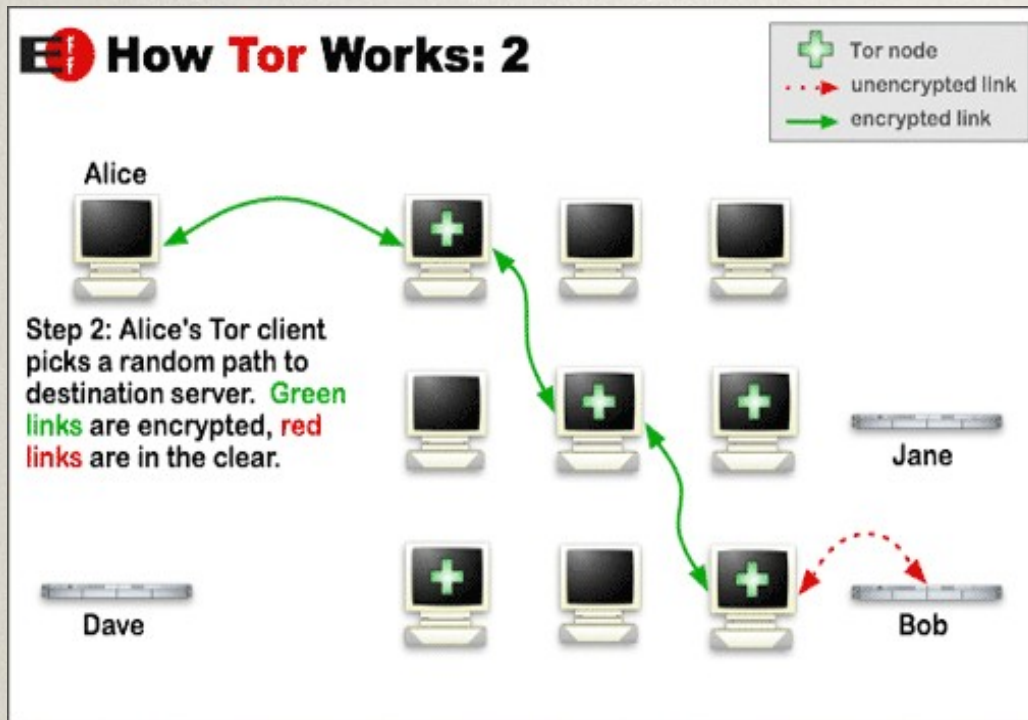 EFF How Tor Works: 2
Tor node
unencrypted link
encrypted link
Alice
Step 2: Alice's Tor client
picks a random path to
destination server. Green
links are encrypted, red
links are in the clear.
Jane
Dave
Bob